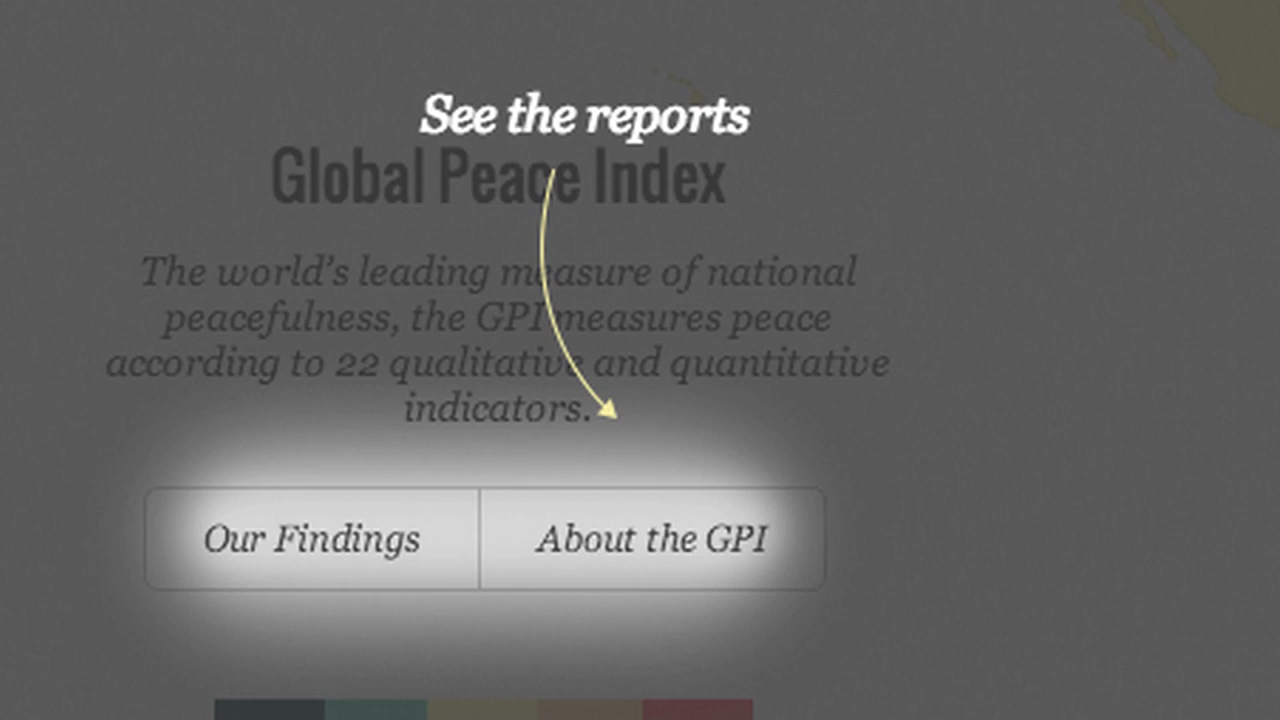 See the reports
Global Peace Index
The world’s leading measure of national
peacefulness, the GPI measures peace
according to 22 qualitative and quantitative
indicators.
Our Findings
About the GPI